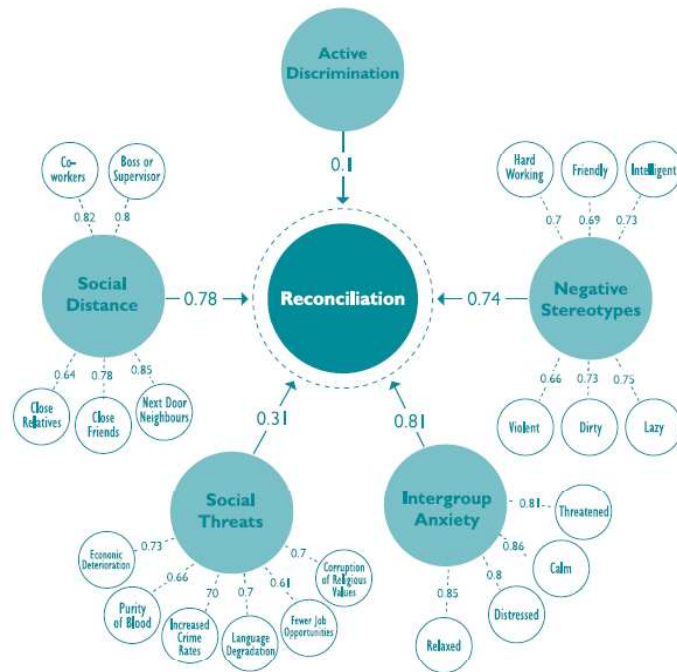 Active
Discrimination
0.1
Co-
workers
Boss or
Supervisor
0.82
0.8
Social
Distance
0.78
0.64
0.78
0.85
Close
Relatives
Close
Friends
Next Door
Neighbours
Reconciliation
Hard
Working
Friendly
Intelligent
0.7
0.69
0.73
Negative
Stereotypes
0.74
0.66
0.73
0.75
Violent
Dirty
Lazy
0.31
Social
Threats
0.73
0.66
70
0.7
0.61
0.7
Economic
Deterioration
Purity
of Blood
Increased
Crime
Rates
Language
Degradation
Fewer Job
Opportunities
Corruption
of Religious
Values
0.81
Intergroup
Anxiety
0.81
0.86
0.8
0.85
Threatened
Calm
Distressed
Relaxed